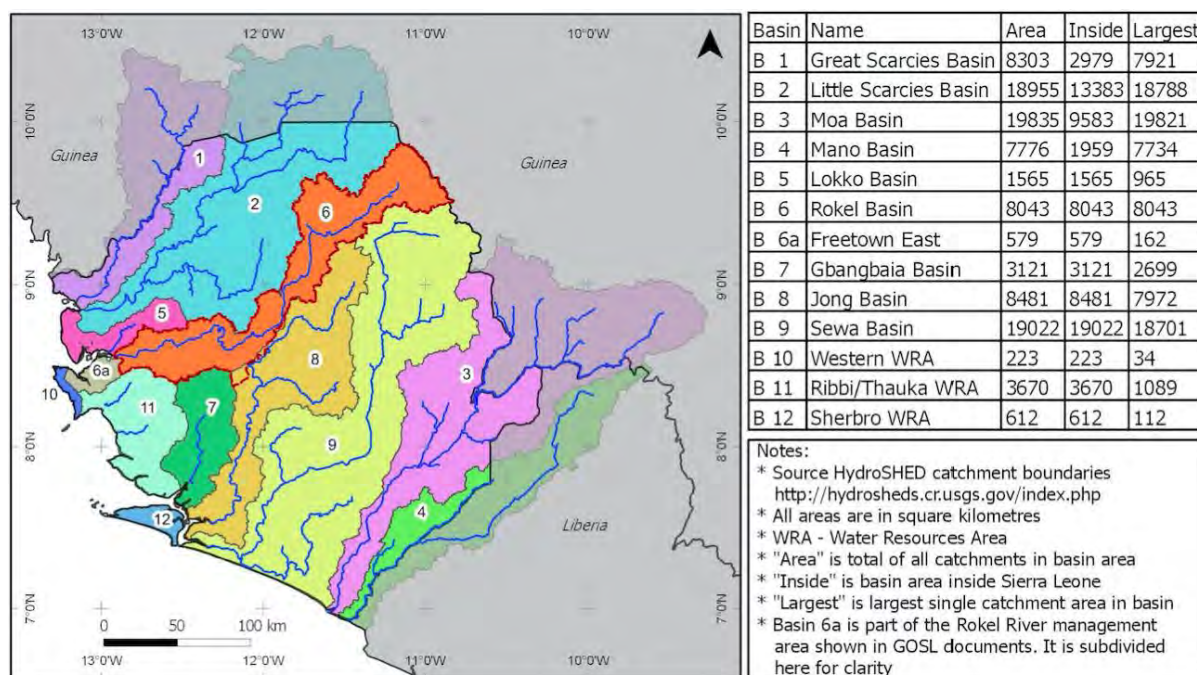 13°0'W 12°0'W 11°0'W 10°0'W
10°0'N
10°0'N
9°0'N
9°0'N
8°0'N
8°0'N
7°0'N
7°0'N
Guinea
Guinea
Liberia
1
2
6
5
6a
10
11
7
8
3
9
4
12
0 50 100 km
13°0'W 12°0'W 11°0'W 10°0'W
Basin Name Area Inside Largest
B 1 Great Scarcies Basin 8303 2979 7921
B 2 Little Scarcies Basin 18955 13383 18788
B 3 Moa Basin 19835 9583 19821
B 4 Mano Basin 7776 1959 7734
B 5 Lokko Basin 1565 1565 965
B 6 Rokel Basin 8043 8043 8043
B 6a Freetown East 579 579 162
B 7 Gbangbaia Basin 3121 3121 2699
B 8 Jong Basin 8481 8481 7972
B 9 Sewa Basin 19022 19022 18701
B 10 Western WRA 223 223 34
B 11 Ribbi/Thauka WRA 3670 3670 1089
B 12 Sherbro WRA 612 612 112
Notes:
* Source HydroSHED catchment boundaries
http://hydrosheds.cr.usgs.gov/index.php
* All areas are in square kilometres
* WRA - Water Resources Area
* "Area" is total of all catchments in basin area
* "Inside" is basin area inside Sierra Leone
* "Largest" is largest single catchment area in basin
* Basin 6a is part of the Rokel River management
area shown in GOSL documents. It is subdivided
here for clarity